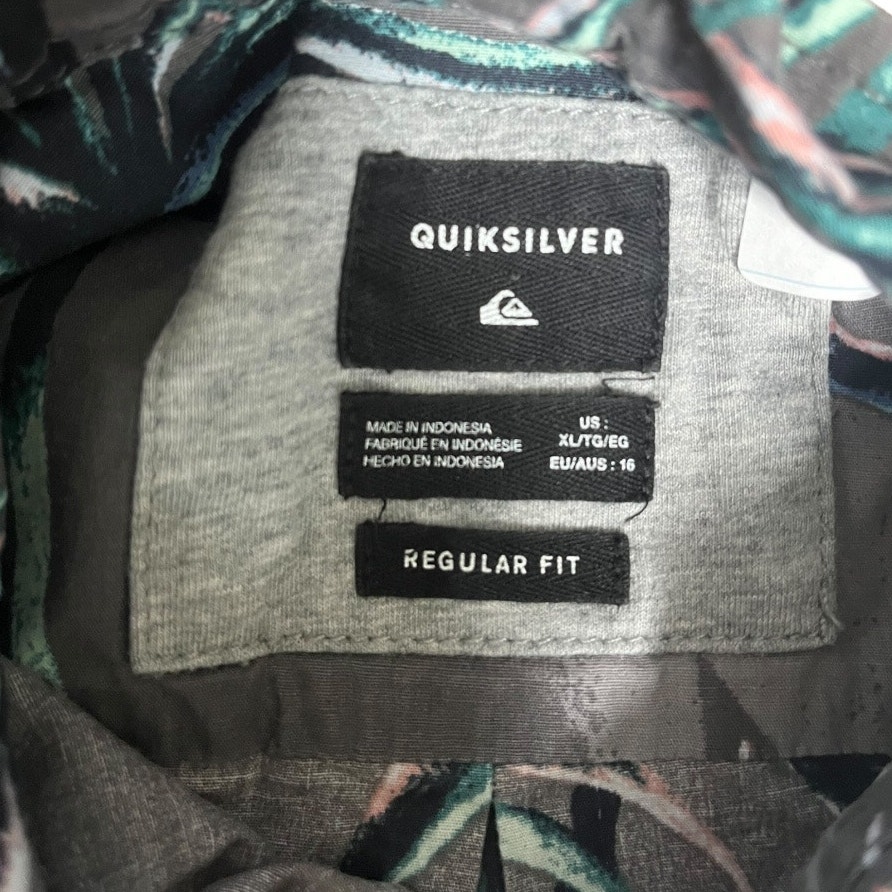 QUIKSILVER
MADE IN INDONESIA
FABRIQUÉ EN INDONÉSIE
HECHO EN INDONESIA
US :
XL/TG/EG
EU/AUS : 16
REGULAR FIT